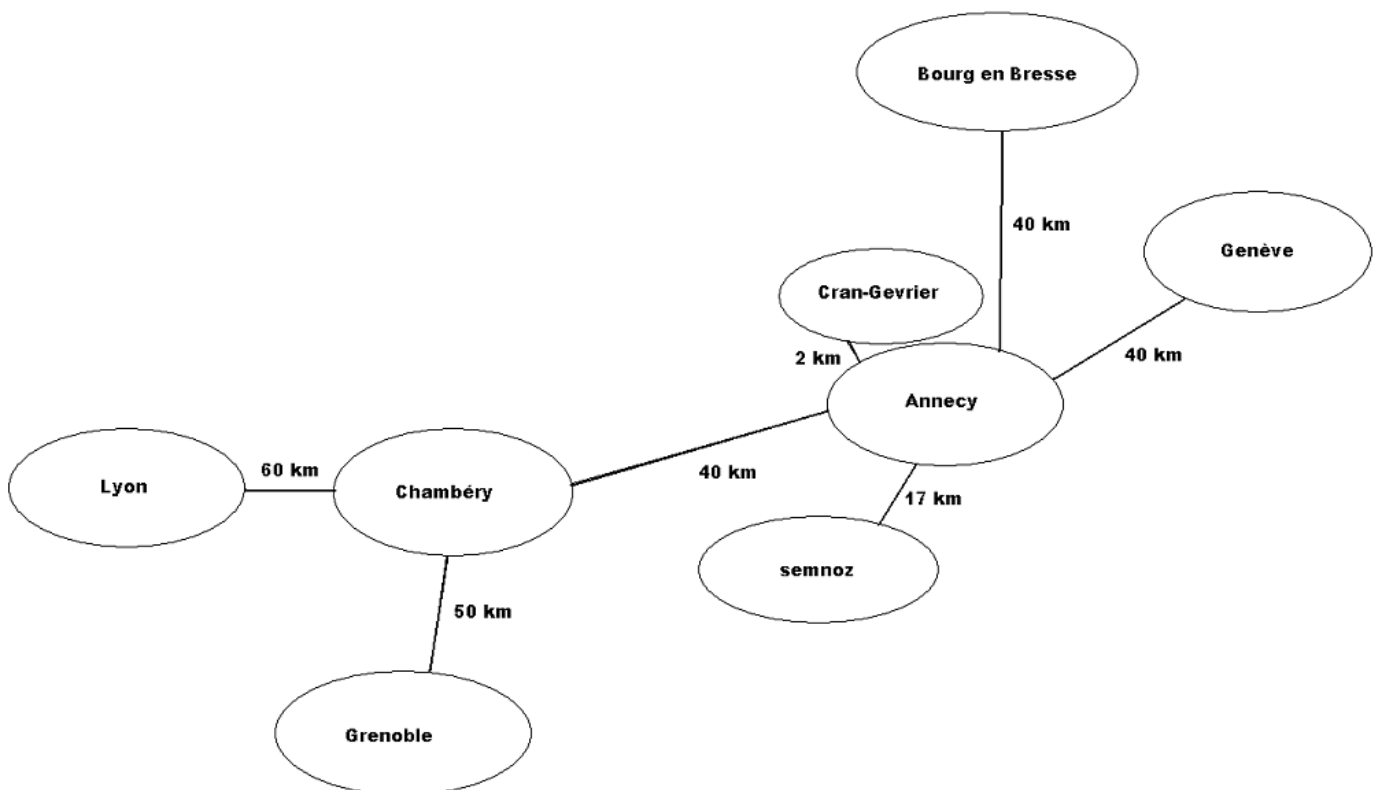 Bourg en Bresse
40 km
Genève
Cran-Gevrier
2 km
40 km
Annecy
Lyon
60 km
Chambéry
40 km
17 km
semnoz
50 km
Grenoble